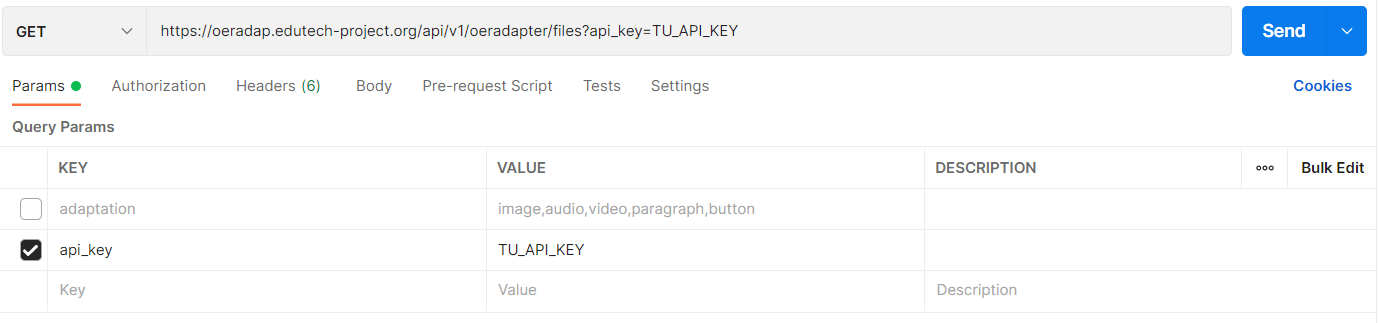 GET https://oeradap.edutech-project.org/api/v1/oeradapter/files?api_key=TU_API_KEY Send
Params Authorization Headers (6) Body Pre-request Script Tests Settings Cookies
Query Params
KEY VALUE DESCRIPTION Bulk Edit
adaptation image,audio,video,paragraph,button
api_key TU_API_KEY
Key Value Description